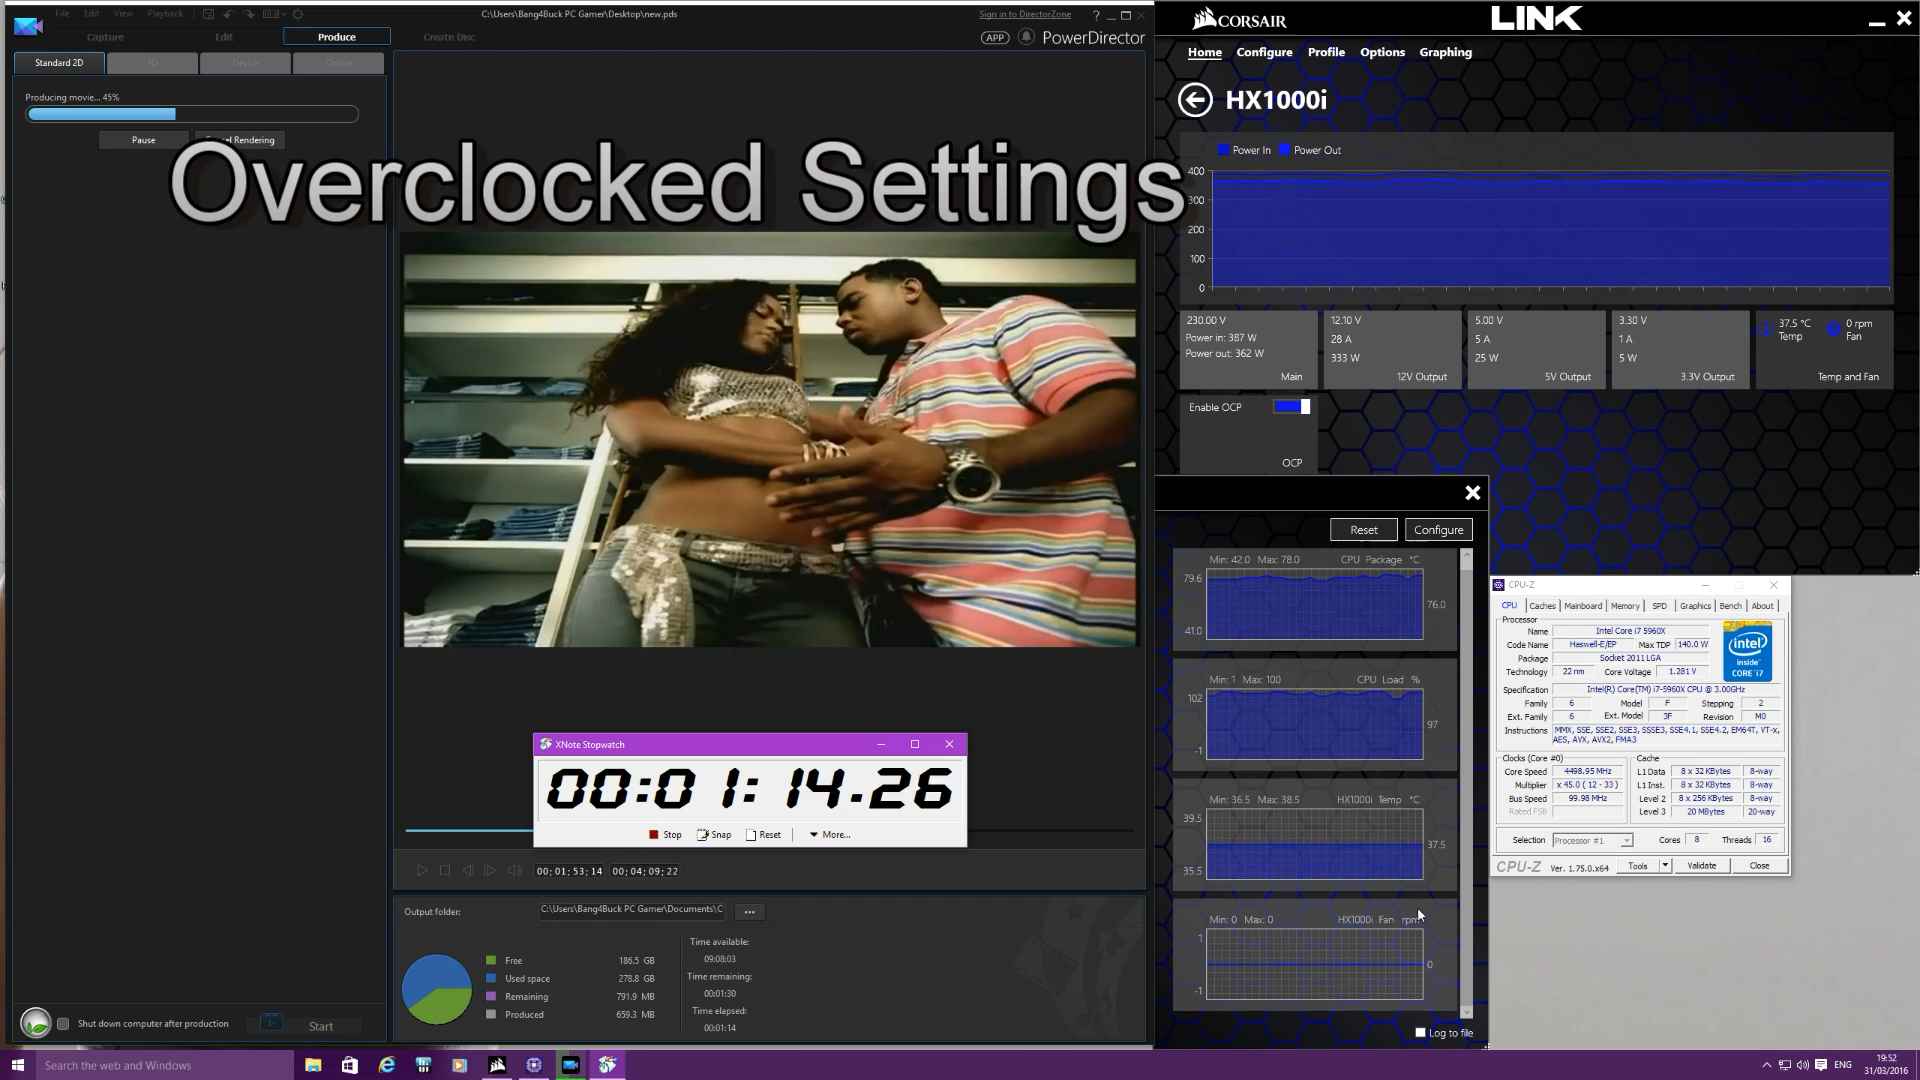 File Edit View Playback
C:\Users\Bang4Buck PC Gamer\Desktop\new.pds
Sign in to DirectorZone
?
Capture
Edit
Produce
Create Disc
APP
PowerDirector
Standard 2D
3D
Device
Online
Producing movie... 45%
Pause
Rendering
Overclocked Settings
CORSAIR
LINK
Home Configure Profile Options Graphing
HX1000i
Power In Power Out
400
300
200
100
0
230.00 V
Power in: 387 W
Power out: 362 W
Main
12.10 V
28 A
333 W
12V Output
5.00 V
5 A
25 W
5V Output
3.30 V
1 A
5 W
3.3V Output
37.5 °C
Temp
0 rpm
Fan
Temp and Fan
Enable OCP
OCP
Reset
Configure
Min: 42.0 Max: 78.0 CPU Package °C
79.6
76.0
41.0
Min: 1 Max: 100 CPU Load %
102
97
-1
Min: 36.5 Max: 38.5 HX1000i Temp °C
39.5
37.5
35.5
Min: 0 Max: 0 HX1000i Fan rpm
1
0
-1
Log to file
CPU-Z
CPU Caches Mainboard Memory SPD Graphics Bench About
Processor
Name Intel Core i7 5960X
Code Name Haswell-E/EP Max TDP 140.0 W
Package Socket 2011 LGA
Technology 22 nm Core Voltage 1.281 V
intel
inside
CORE i7
Specification Intel(R) Core(TM) i7-5960X CPU @ 3.00GHz
Family 6 Model F Stepping 2
Ext. Family 6 Ext. Model 3F Revision M0
Instructions MMX, SSE, SSE2, SSE3, SSSE3, SSE4.1, SSE4.2, EM64T, VT-x,
AES, AVX, AVX2, FMA3
Clocks (Core #0)
Core Speed 4498.95 MHz
Multiplier x 45.0 ( 12 - 33 )
Bus Speed 99.98 MHz
Rated FSB
Cache
L1 Data 8 x 32 KBytes 8-way
L1 Inst. 8 x 32 KBytes 8-way
Level 2 8 x 256 KBytes 8-way
Level 3 20 MBytes 20-way
Selection Processor #1 Cores 8 Threads 16
CPU-Z Ver. 1.75.0.x64 Tools Validate Close
XNote Stopwatch
00:01:14.26
Stop Snap Reset More...
00; 01; 53; 14 00; 04; 09; 22
Output folder: C:\Users\Bang4Buck PC Gamer\Documents\C
...
Free 186.5 GB
Used space 278.8 GB
Remaining 791.9 MB
Produced 659.3 MB
Time available:
09:08:03
Time remaining:
00:01:30
Time elapsed:
00:01:14
Shut down computer after production
Start
Search the web and Windows
ENG
19:52
31/03/2016